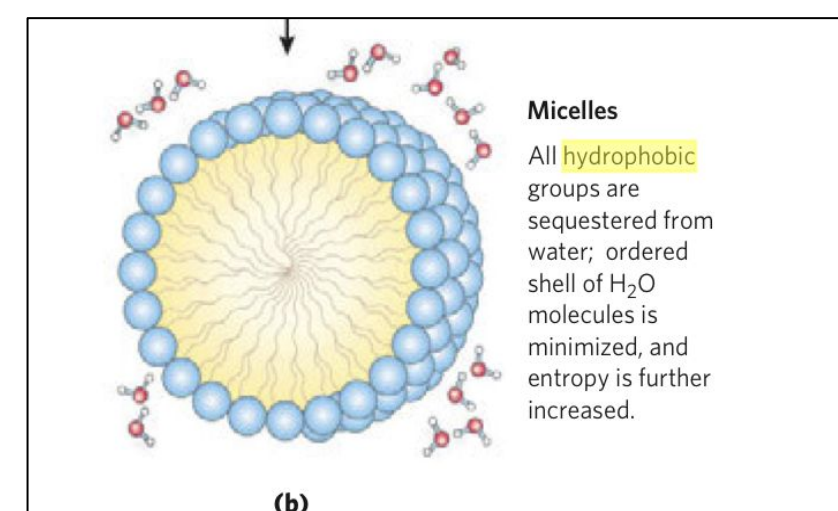 Micelles
All hydrophobic
groups are
sequestered from
water; ordered
shell of H₂O
molecules is
minimized, and
entropy is further
increased.
(b)